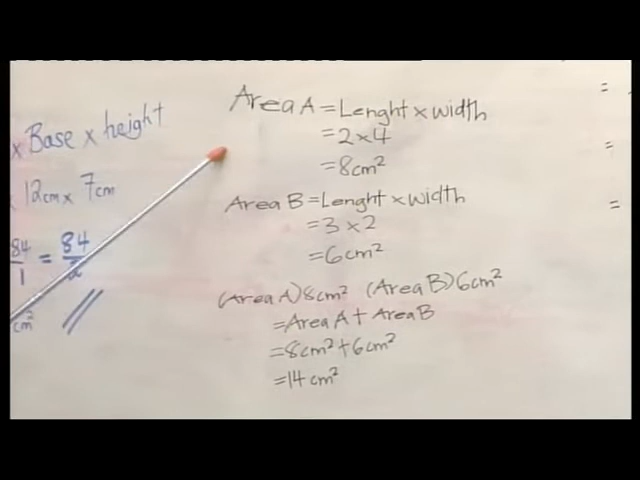 x Base x height
x 12cm x 7cm
84/1 = 84/2
cm²
Area A = Lenght x width
= 2 x 4
= 8cm²
Area B = Lenght x width
= 3 x 2
= 6cm²
(Area A) 8cm² (Area B) 6cm²
= Area A + Area B
= 8cm² + 6cm²
= 14 cm²
=
=
=